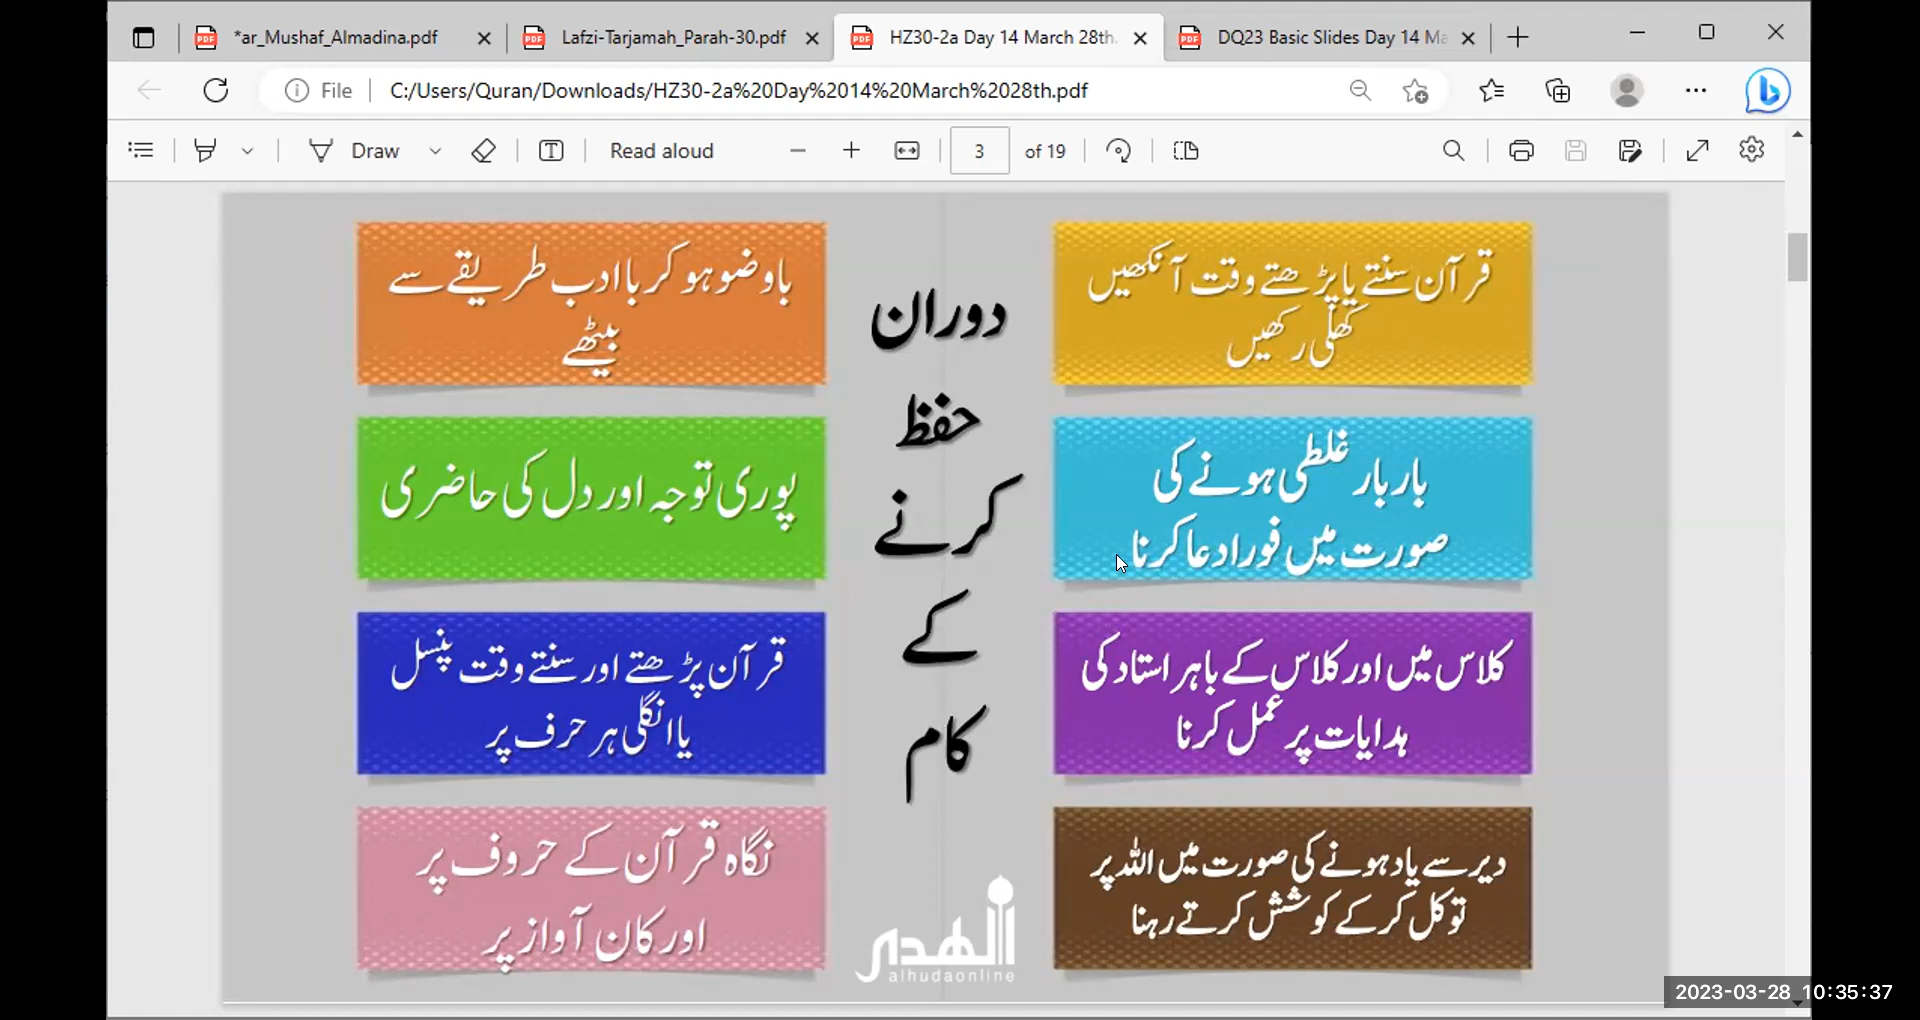 *ar_Mushaf_Almadina.pdf
Lafzi-Tarjamah_Parah-30.pdf
HZ30-2a Day 14 March 28th.
DQ23 Basic Slides Day 14 Ma
File
C:/Users/Quran/Downloads/HZ30-2a%20Day%2014%20March%2028th.pdf
Draw
Read aloud
3
of 19
دوران
حفظ
کرنے
کے
کام
قرآن سنتے یا پڑھتے وقت آنکھیں
کھلی رکھیں
بار بار غلطی ہونے کی
صورت میں فورا دعا کرنا
کلاس میں اور کلاس کے باہر استاد کی
ہدایات پر عمل کرنا
دیر سے یاد ہونے کی صورت میں اللہ پر
توکل کر کے کوشش کرتے رہنا
باوضو ہو کر با ادب طریقے سے
بیٹھے
پوری توجہ اور دل کی حاضری
قرآن پڑھتے اور سنتے وقت پنسل
یا انگلی ہر حرف پر
نگاہ قرآن کے حروف پر
اور کان آواز پر
الهدى
alhudaonline
2023-03-28 10:35:37